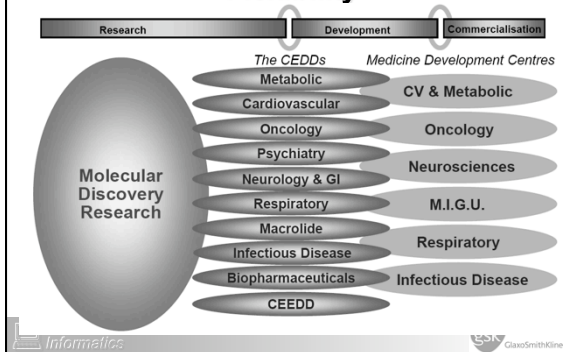 Research Development Commercialisation
The CEDDs Medicine Development Centres
Metabolic
Cardiovascular
Oncology
Psychiatry
Neurology & GI
Respiratory
Macrolide
Infectious Disease
Biopharmaceuticals
CEEDD
CV & Metabolic
Oncology
Neurosciences
M.I.G.U.
Respiratory
Infectious Disease
Molecular
Discovery
Research
Informatics
gsk GlaxoSmithKline